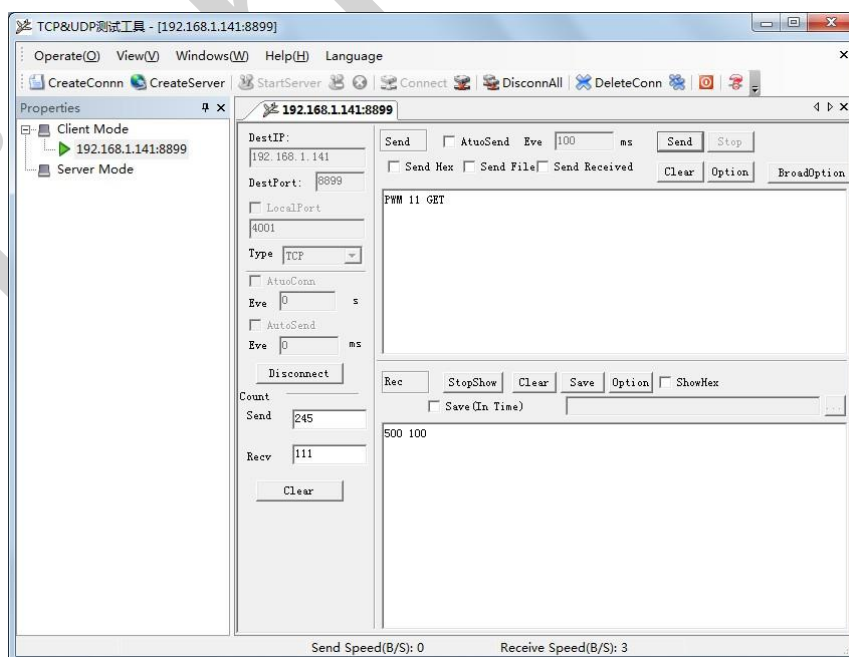 TCP&UDP测试工具 - [192.168.1.141:8899]
Operate(O) View(V) Windows(W) Help(H) Language
CreateConnn CreateServer StartServer Connect DisconnAll DeleteConn
Properties
Client Mode
192.168.1.141:8899
Server Mode
192.168.1.141:8899
DestIP:
192.168.1.141
DestPort: 8899
LocalPort
4001
Type TCP
AtuoConn
Eve 0 s
AutoSend
Eve 0 ms
Disconnect
Count
Send 245
Recv 111
Clear
Send AtuoSend Eve 100 ms Send Stop
Send Hex Send File Send Received Clear Option BroadOption
PWM 11 GET
Rec StopShow Clear Save Option ShowHex
Save(In Time) ...
500 100
Send Speed(B/S): 0 Receive Speed(B/S): 3